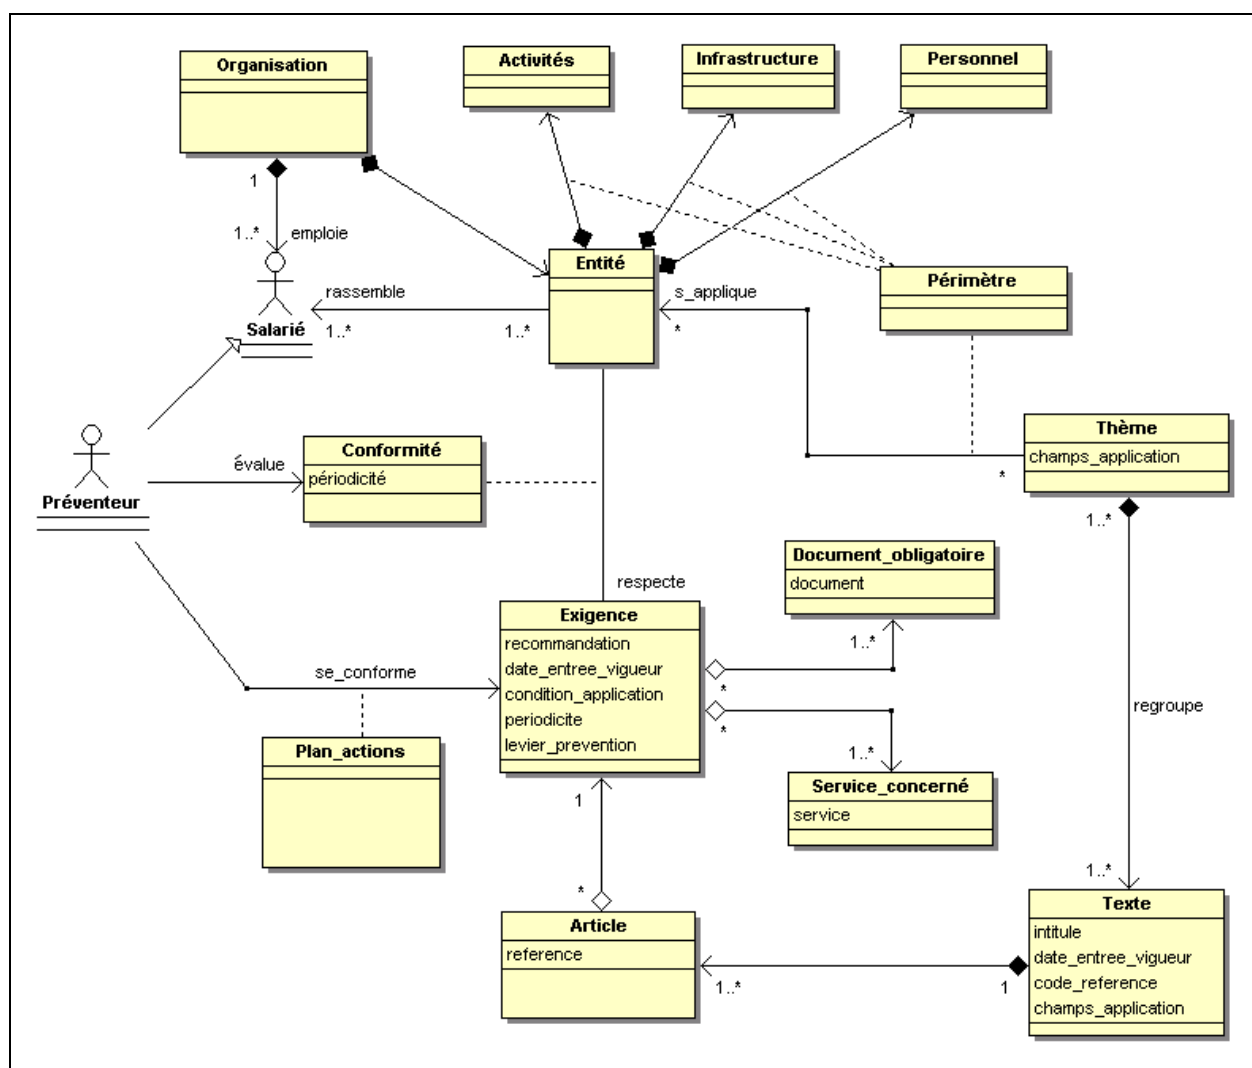 Organisation
Activités
Infrastructure
Personnel
1
1..*
emploie
Entité
Périmètre
rassemble
s_applique
1..*
1..*
*
Salarié
Thème
champs_application
Conformité
périodicité
évalue
*
Préventeur
1..*
Document_obligatoire
document
respecte
Exigence
recommandation
date_entree_vigueur
condition_application
periodicite
levier_prevention
1..*
*
se_conforme
*
1..*
regroupe
Plan_actions
Service_concerné
service
1
*
1..*
Article
reference
Texte
intitule
date_entree_vigueur
code_reference
champs_application
1..*
1